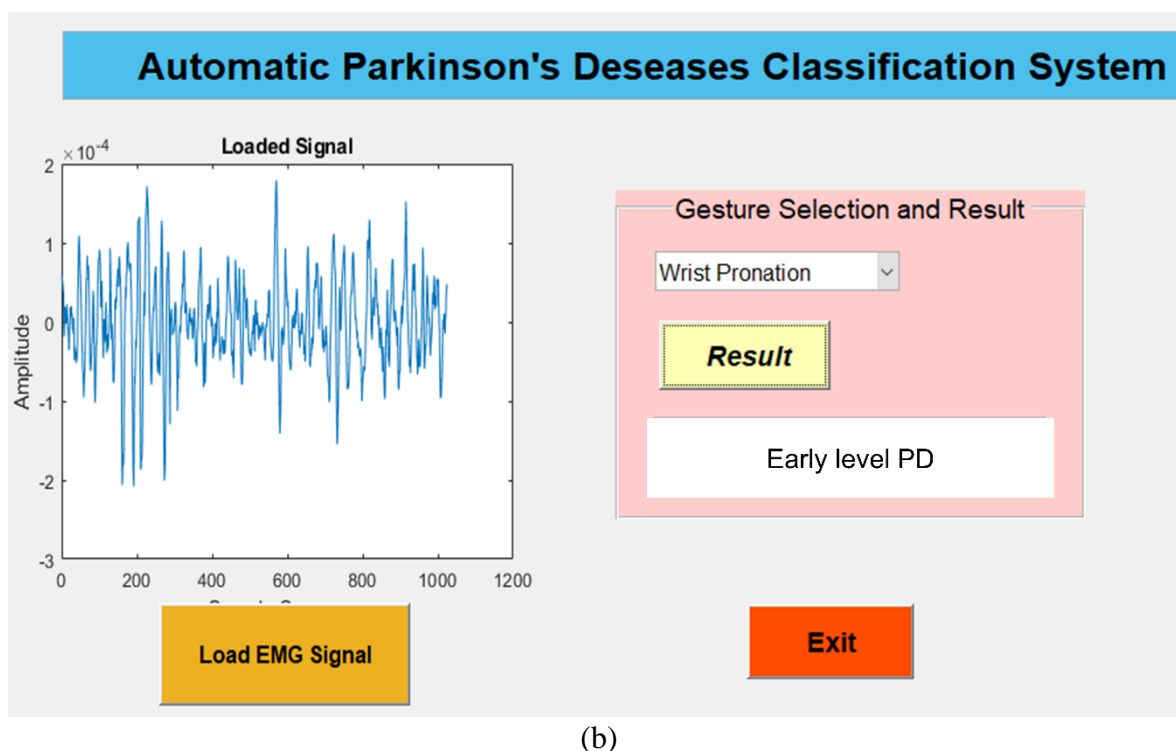 Automatic Parkinson's Deseases Classification System
Loaded Signal
×10⁻⁴
2
1
0
-1
-2
-3
Amplitude
0 200 400 600 800 1000 1200
Load EMG Signal
Gesture Selection and Result
Wrist Pronation
Result
Early level PD
Exit
(b)